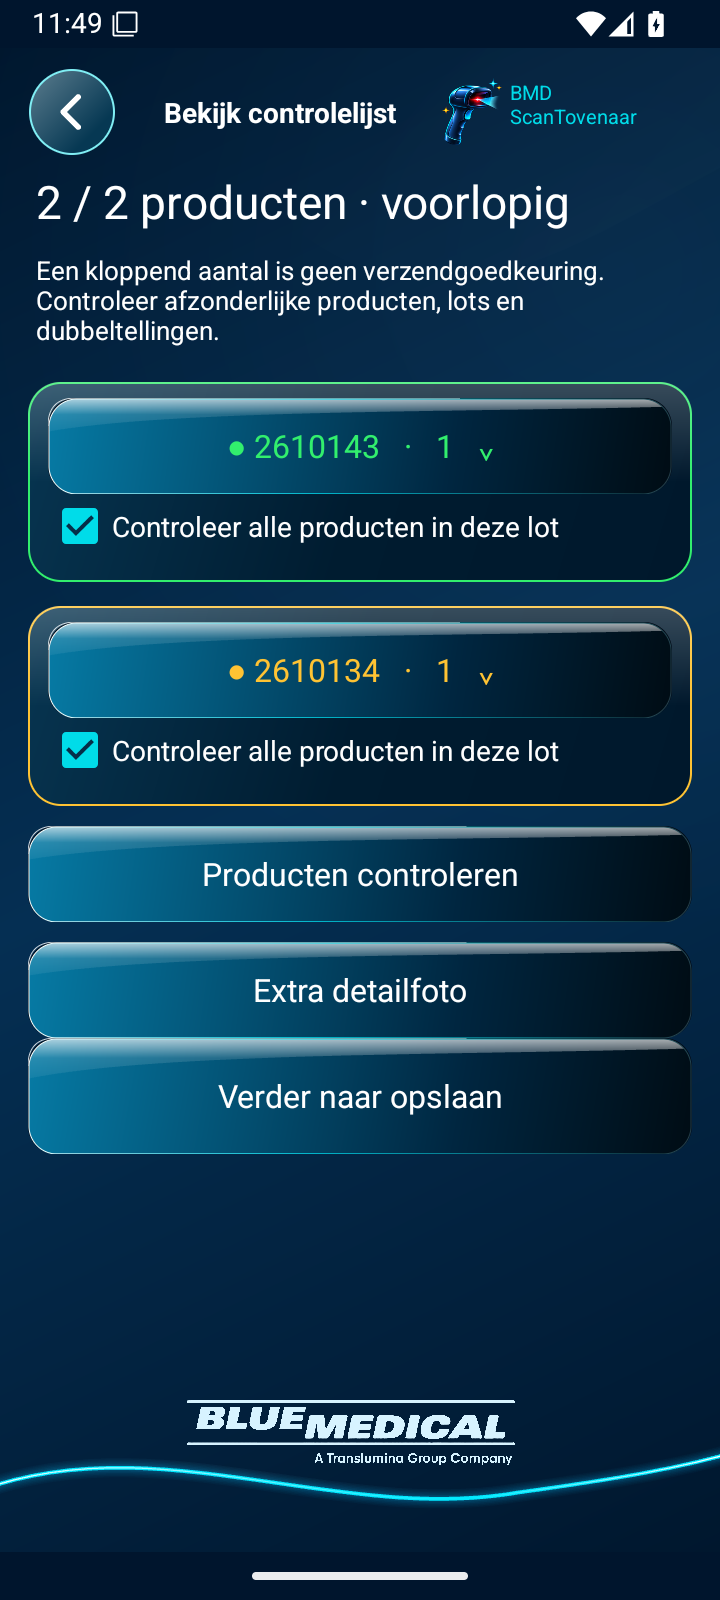 11:49
Bekijk controlelijst
BMD
ScanTovenaar
2 / 2 producten · voorlopig
Een kloppend aantal is geen verzendgoedkeuring.
Controleer afzonderlijke producten, lots en
dubbeltellingen.
● 2610143 · 1 v
Controleer alle producten in deze lot
● 2610134 · 1 v
Controleer alle producten in deze lot
Producten controleren
Extra detailfoto
Verder naar opslaan
BLUEMEDICAL
A Translumina Group Company